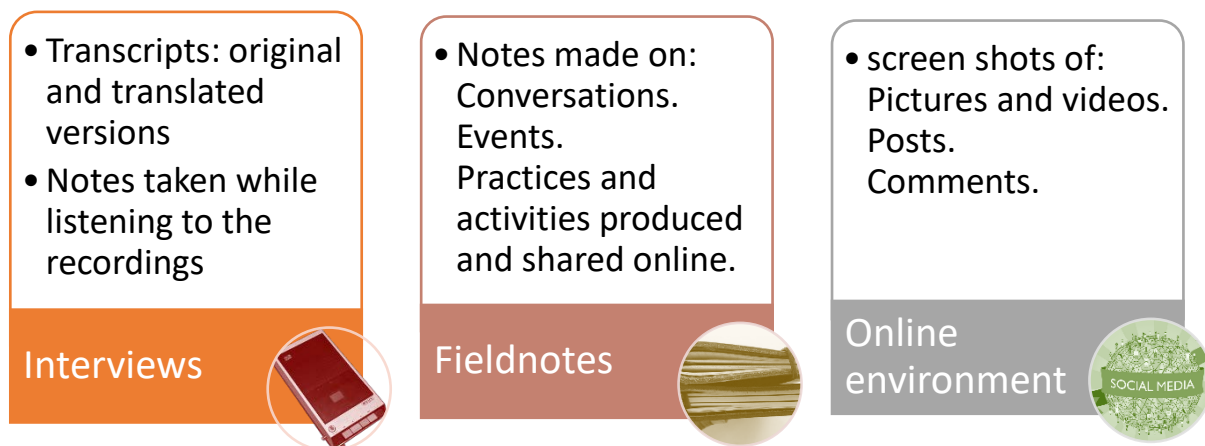 • Transcripts: original
and translated
versions
• Notes taken while
listening to the
recordings
Interviews
• Notes made on:
Conversations.
Events.
Practices and
activities produced
and shared online.
Fieldnotes
• screen shots of:
Pictures and videos.
Posts.
Comments.
Online
environment
SOCIAL MEDIA